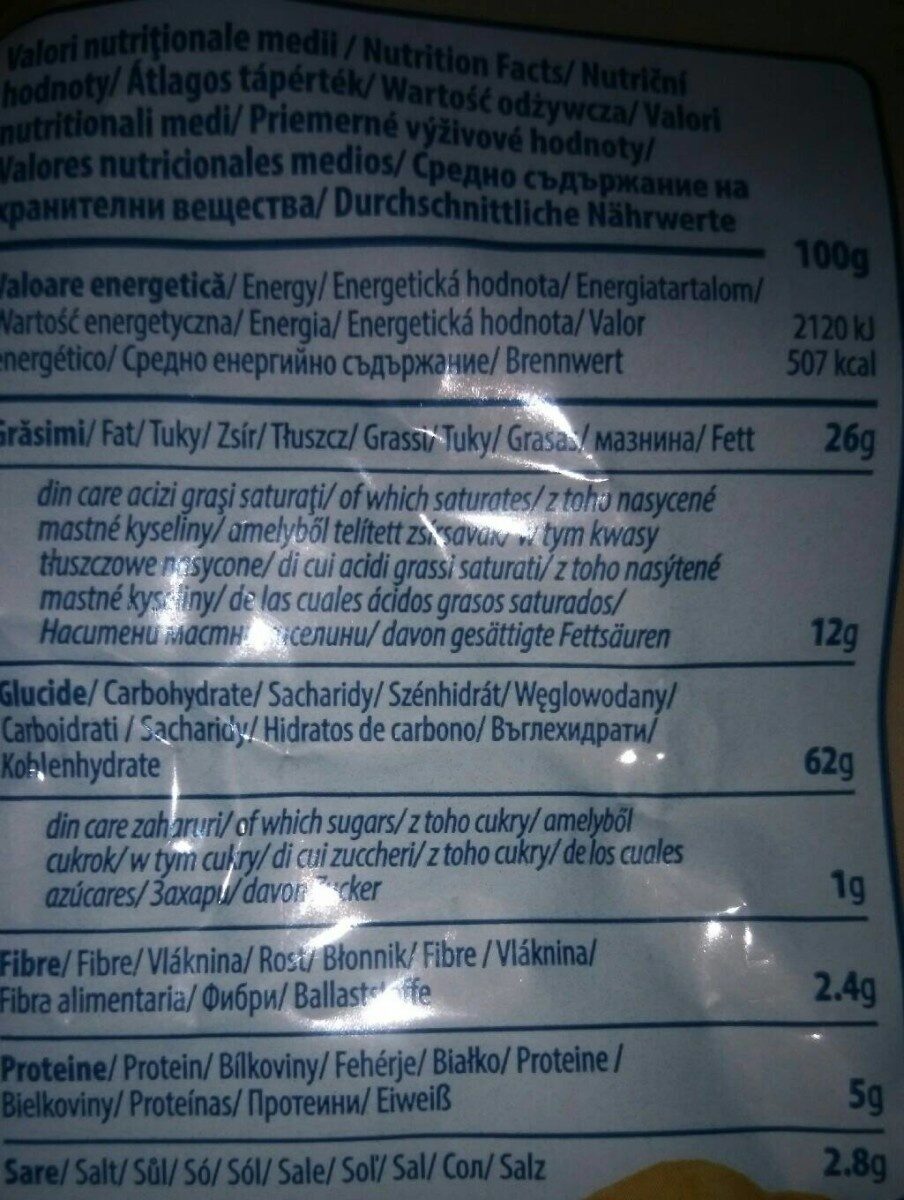 Valori nutriționale medii / Nutrition Facts/ Nutriční
hodnoty/ Átlagos tápérték/ Wartość odżywcza/ Valori
nutritionali medi/ Priemerné výživové hodnoty/
Valores nutricionales medios/ Средно съдържание на
хранителни вещества/ Durchschnittliche Nährwerte
100g
Valoare energetică/ Energy/ Energetická hodnota/ Energiatartalom/
Wartość energetyczna/ Energia/ Energetická hodnota/ Valor
energético/ Средно енергийно съдържание/ Brennwert
2120 kJ
507 kcal
Grăsimi/ Fat/ Tuky/ Zsír/ Tłuszcz/ Grassi/ Tuky/ Grasas/ мазнина/ Fett
26g
din care acizi grași saturați/ of which saturates/ z toho nasycené
mastné kyseliny/ amelyből telített w tym kwasy
tłuszczowe nasycone/ di cui acidi grassi saturati/ z toho nasýtené
mastné kyseliny/ de las cuales ácidos grasos saturados/
Наситени davon gesättigte Fettsäuren
12g
Glucide/ Carbohydrate/ Sacharidy/ Szénhidrát/ Węglowodany/
Carboidrati / Sacharidy/ Hidratos de carbono/ Въглехидрати/
Kohlenhydrate
62g
din care zaharuri/ of which sugars/ z toho cukry/ amelyből
cukrok/ w tym cukry/ di cui zuccheri/ z toho cukry/ de los cuales
azúcares/ Захари/ davon Zucker
1g
Fibre/ Fibre/ Vláknina/ Rost/ Błonnik/ Fibre / Vláknina/
Fibra alimentaria/ Фибри/ Ballaststoffe
2.4g
Proteine/ Protein/ Bílkoviny/ Fehérje/ Białko/ Proteine /
Bielkoviny/ Proteínas/ Протеини/ Eiweiß
5g
Sare/ Salt/ Sůl/ Só/ Sól/ Sale/ Soľ/ Sal/ Сол/ Salz
2.8g